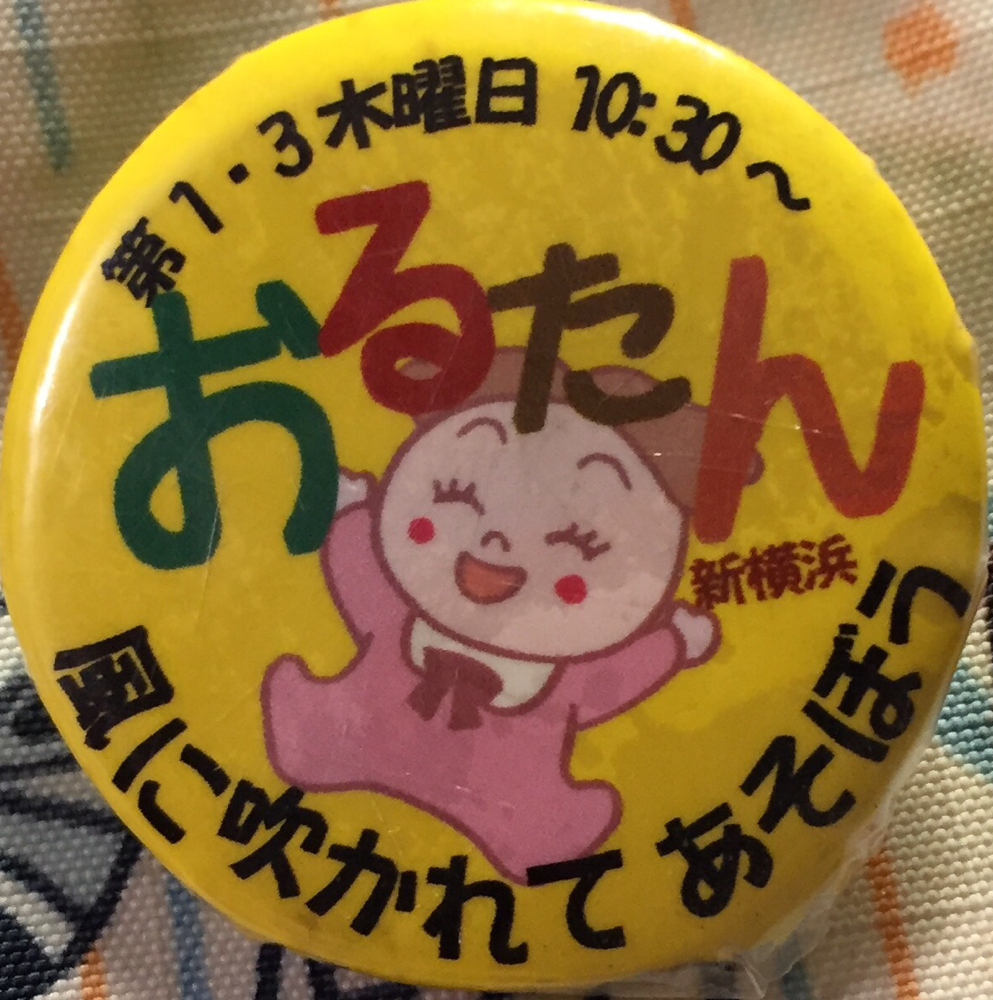 第1・3木曜日 10:30～
おるたん
新横浜
風に吹かれて あそぼう